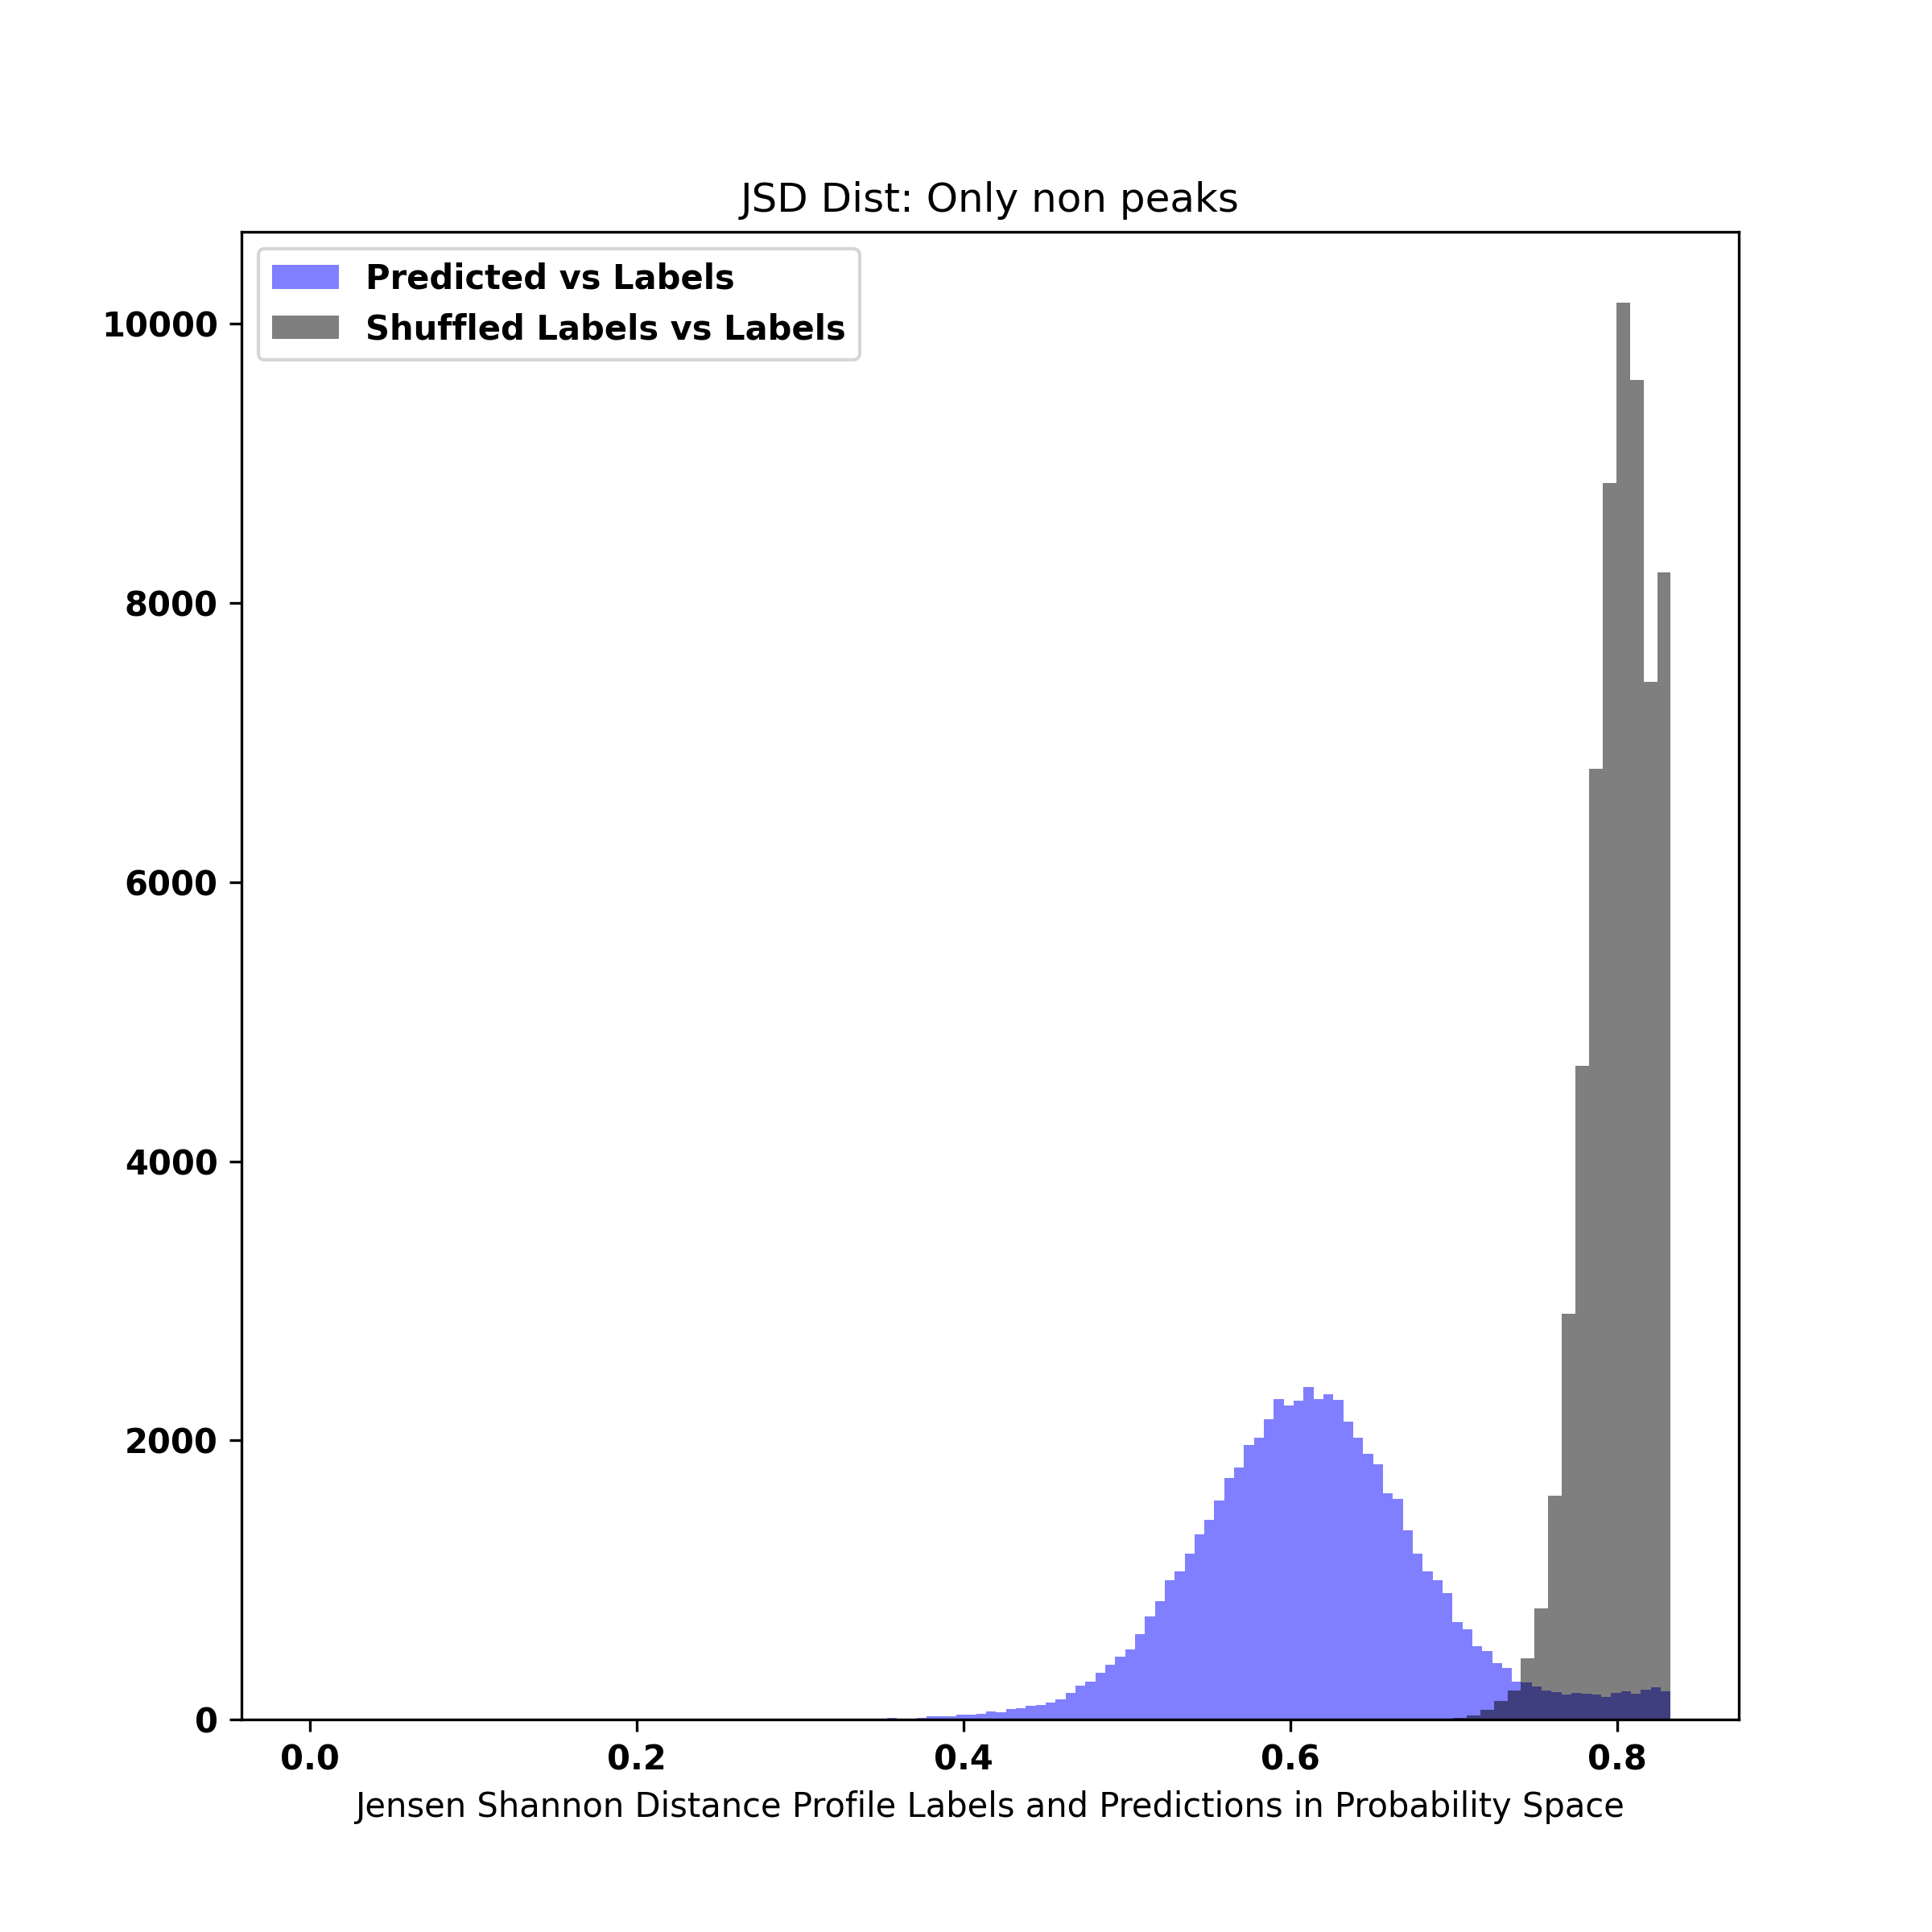 JSD Dist: Only non peaks
Predicted vs Labels
Shuffled Labels vs Labels
10000
8000
6000
4000
2000
0
0.0 0.2 0.4 0.6 0.8
Jensen Shannon Distance Profile Labels and Predictions in Probability Space